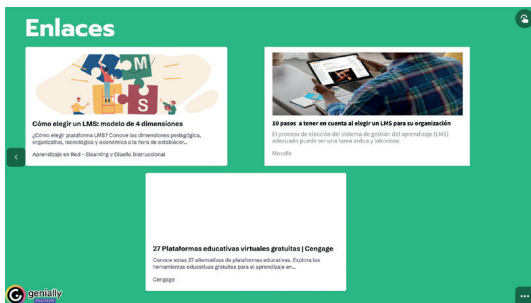 Enlaces
L
M
S
Cómo elegir un LMS: modelo de 4 dimensiones
¿Cómo elegir plataforma LMS? Conoce las dimensiones pedagógica,
organizativa, tecnológica y económica a la hora de establecer...
Aprendizaje en Red - Elearning y Diseño Instruccional
10 pasos a tener en cuenta al elegir un LMS para su organización
El proceso de elección del sistema de gestión del aprendizaje (LMS)
adecuado puede ser una tarea ardua y laboriosa.
Moodle
27 Plataformas educativas virtuales gratuitas | Cengage
Conoce estas 27 alternativas de plataformas educativas. Explora las
herramientas educativas gratuitas para el aprendizaje en...
Cengage
genially